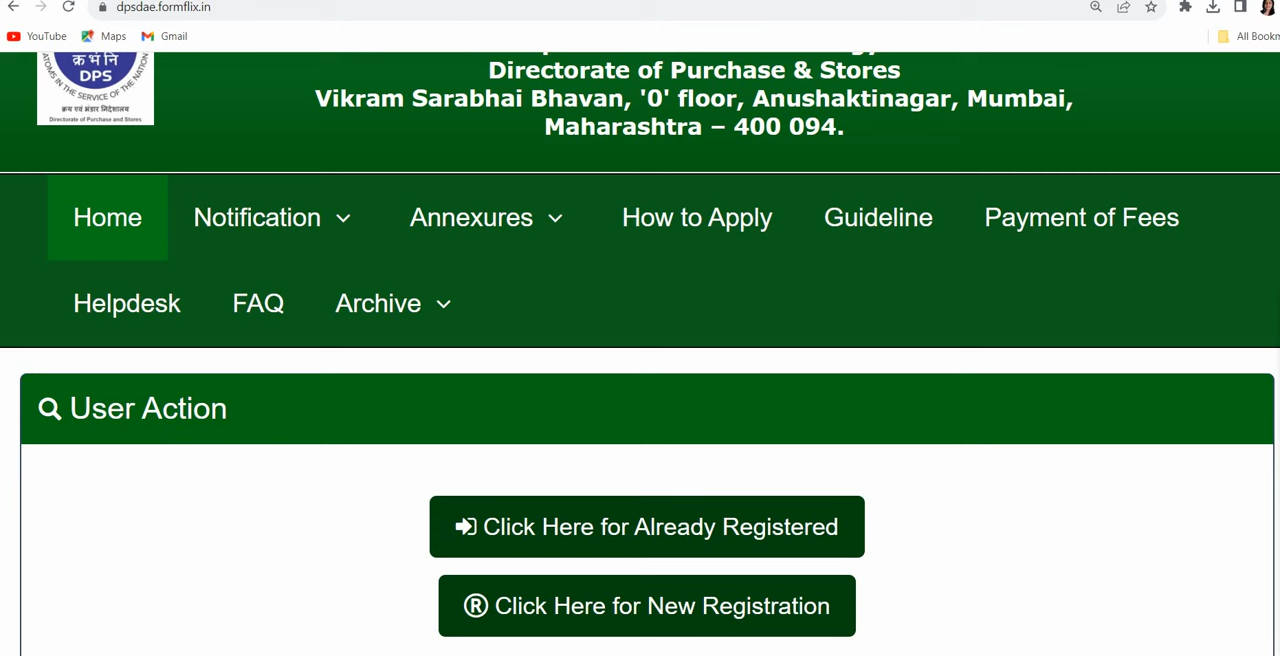 dpsdae.formflix.in
YouTube Maps Gmail All Bookm
क्र भं नि
DPS
ATOMS IN THE SERVICE OF THE NATION
क्रय एवं भंडार निदेशालय
Directorate of Purchase and Stores
Directorate of Purchase & Stores
Vikram Sarabhai Bhavan, '0' floor, Anushaktinagar, Mumbai,
Maharashtra – 400 094.
Home Notification Annexures How to Apply Guideline Payment of Fees
Helpdesk FAQ Archive
User Action
Click Here for Already Registered
Click Here for New Registration